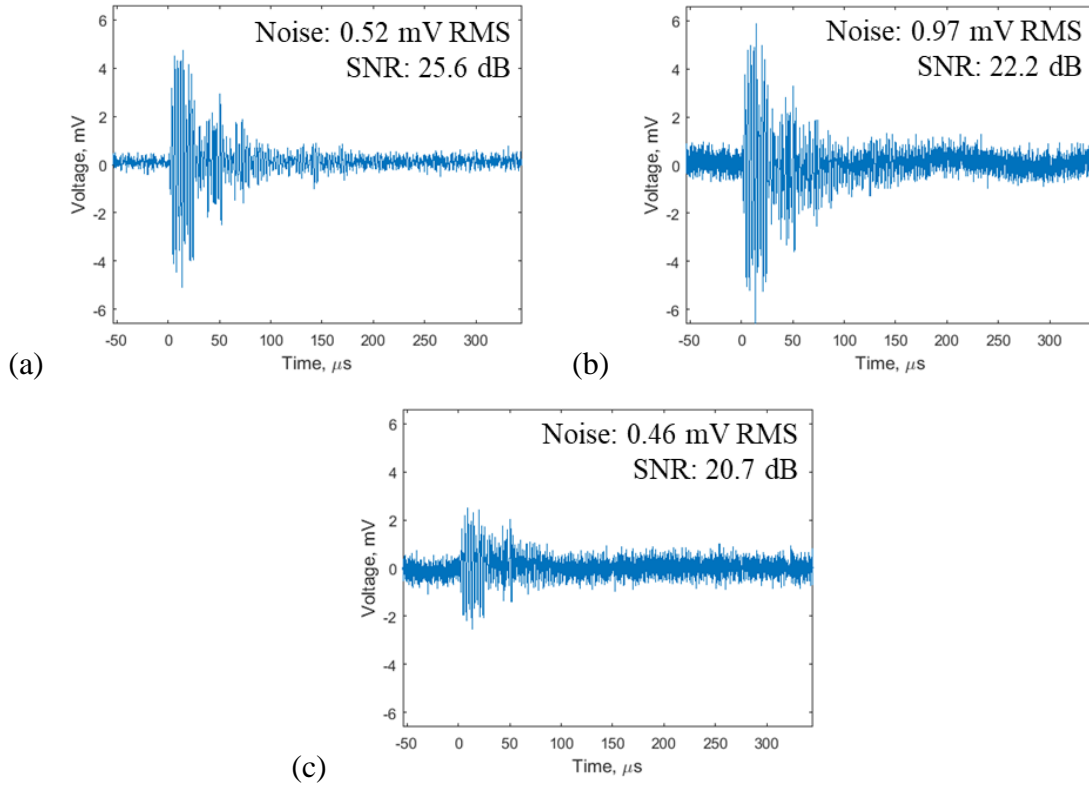 Noise: 0.52 mV RMS
SNR: 25.6 dB
6
4
2
0
-2
-4
-6
Voltage, mV
-50 0 50 100 150 200 250 300
Time, μs
(a)
Noise: 0.97 mV RMS
SNR: 22.2 dB
6
4
2
0
-2
-4
-6
Voltage, mV
-50 0 50 100 150 200 250 300
Time, μs
(b)
Noise: 0.46 mV RMS
SNR: 20.7 dB
6
4
2
0
-2
-4
-6
Voltage, mV
-50 0 50 100 150 200 250 300
Time, μs
(c)